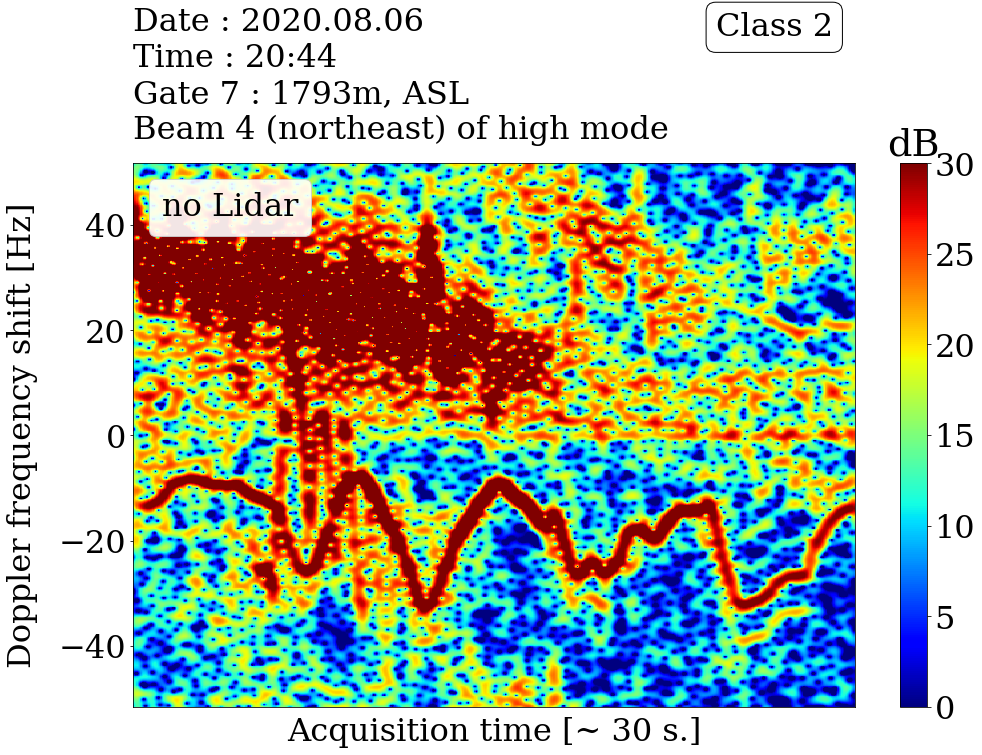 Date : 2020.08.06
Time : 20:44
Gate 7 : 1793m, ASL
Beam 4 (northeast) of high mode
Class 2
dB
no Lidar
Doppler frequency shift [Hz]
40
20
0
−20
−40
30
25
20
15
10
5
0
Acquisition time [~ 30 s.]